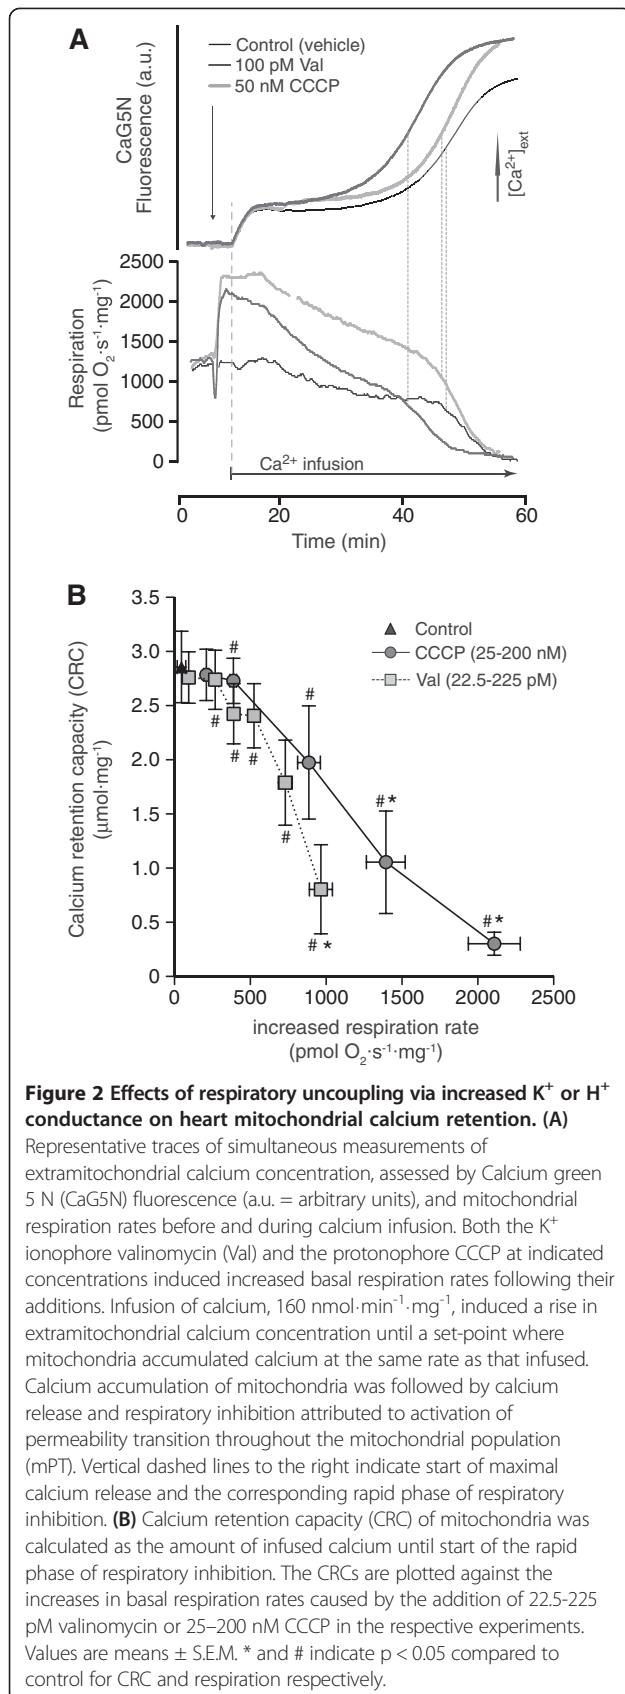 A
Control (vehicle)
100 pM Val
50 nM CCCP
CaG5N
Fluorescence (a.u.)
[Ca²⁺]ext
2500
2000
1500
1000
500
0
Respiration
(pmol O₂·s⁻¹·mg⁻¹)
Ca²⁺ infusion
0 20 40 60
Time (min)
B
3.5
3.0
2.5
2.0
1.5
1.0
0.5
0
Calcium retention capacity (CRC)
(µmol·mg⁻¹)
Control
CCCP (25-200 nM)
Val (22.5-225 pM)
# #
# # #
#
#*
# *
#*
0 500 1000 1500 2000 2500
increased respiration rate
(pmol O₂·s⁻¹·mg⁻¹)
Figure 2 Effects of respiratory uncoupling via increased K⁺ or H⁺
conductance on heart mitochondrial calcium retention. (A)
Representative traces of simultaneous measurements of
extramitochondrial calcium concentration, assessed by Calcium green
5 N (CaG5N) fluorescence (a.u. = arbitrary units), and mitochondrial
respiration rates before and during calcium infusion. Both the K⁺
ionophore valinomycin (Val) and the protonophore CCCP at indicated
concentrations induced increased basal respiration rates following their
additions. Infusion of calcium, 160 nmol·min⁻¹·mg⁻¹, induced a rise in
extramitochondrial calcium concentration until a set-point where
mitochondria accumulated calcium at the same rate as that infused.
Calcium accumulation of mitochondria was followed by calcium
release and respiratory inhibition attributed to activation of
permeability transition throughout the mitochondrial population
(mPT). Vertical dashed lines to the right indicate start of maximal
calcium release and the corresponding rapid phase of respiratory
inhibition. (B) Calcium retention capacity (CRC) of mitochondria was
calculated as the amount of infused calcium until start of the rapid
phase of respiratory inhibition. The CRCs are plotted against the
increases in basal respiration rates caused by the addition of 22.5-225
pM valinomycin or 25–200 nM CCCP in the respective experiments.
Values are means ± S.E.M. * and # indicate p < 0.05 compared to
control for CRC and respiration respectively.